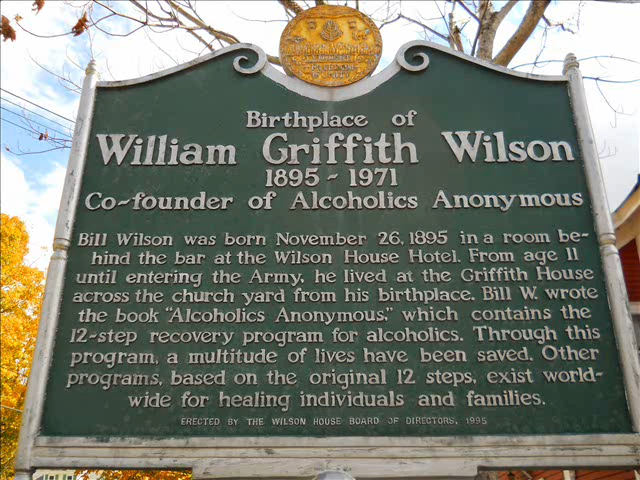 Birthplace of
William Griffith Wilson
1895 - 1971
Co-founder of Alcoholics Anonymous
Bill Wilson was born November 26, 1895 in a room be-
hind the bar at the Wilson House Hotel. From age 11
until entering the Army, he lived at the Griffith House
across the church yard from his birthplace. Bill W. wrote
the book "Alcoholics Anonymous," which contains the
12-step recovery program for alcoholics. Through this
program, a multitude of lives have been saved. Other
programs, based on the original 12 steps, exist world-
wide for healing individuals and families.
ERECTED BY THE WILSON HOUSE BOARD OF DIRECTORS, 1995